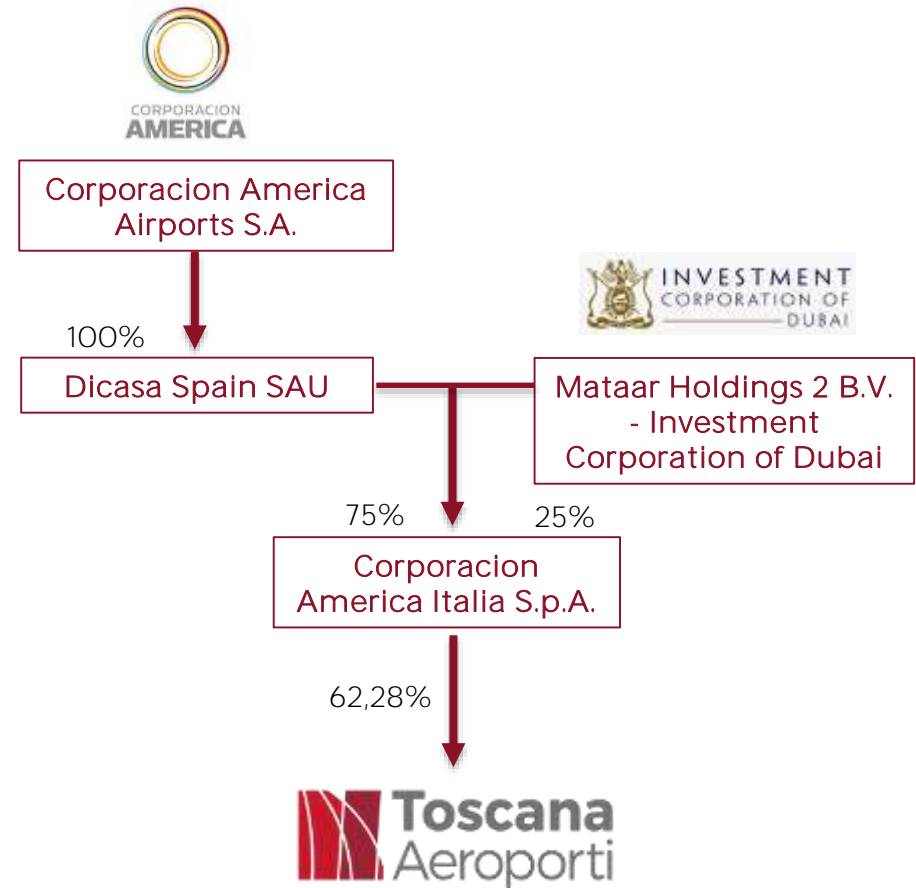 CORPORACION
AMERICA
Corporacion America
Airports S.A.
INVESTMENT
CORPORATION OF
DUBAI
100%
Dicasa Spain SAU
Mataar Holdings 2 B.V.
- Investment
Corporation of Dubai
75%
25%
Corporacion
America Italia S.p.A.
62,28%
Toscana
Aeroporti